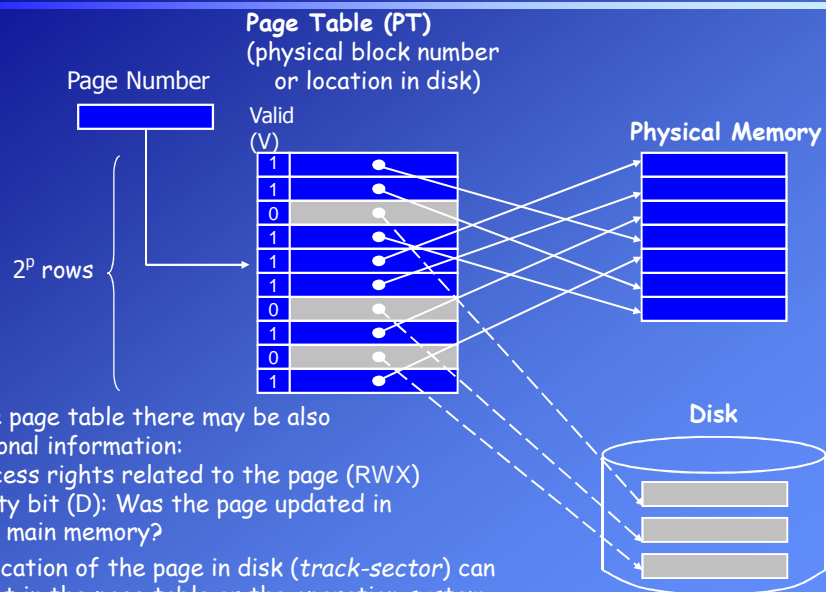 Page Table (PT)
(physical block number
or location in disk)
Page Number
Valid
(V)
Physical Memory
1
1
0
1
1
1
0
1
0
1
2p rows
page table there may be also
onal information:
cess rights related to the page (RWX)
ty bit (D): Was the page updated in
main memory?
cation of the page in disk (track-sector) can
Disk